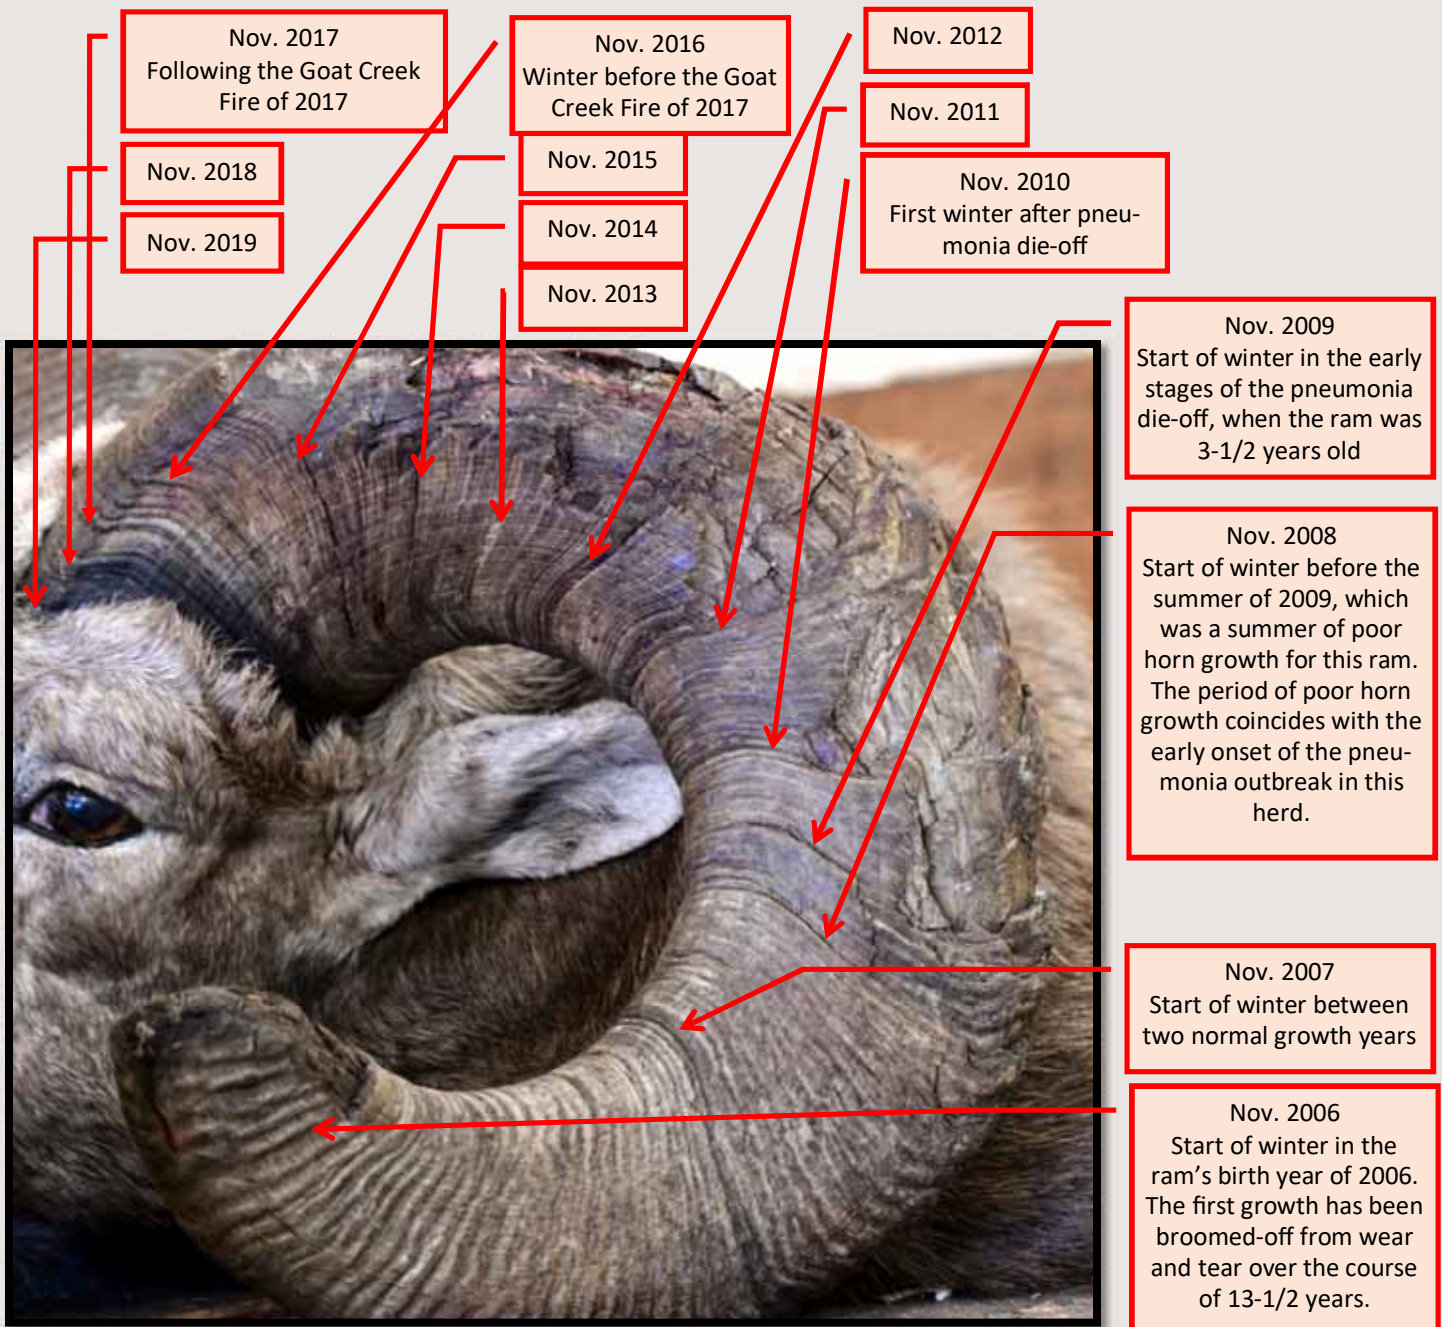 Nov. 2017
Following the Goat Creek
Fire of 2017
Nov. 2018
Nov. 2019
Nov. 2016
Winter before the Goat
Creek Fire of 2017
Nov. 2015
Nov. 2014
Nov. 2013
Nov. 2012
Nov. 2011
Nov. 2010
First winter after pneu-
monia die-off
Nov. 2009
Start of winter in the early
stages of the pneumonia
die-off, when the ram was
3-1/2 years old
Nov. 2008
Start of winter before the
summer of 2009, which
was a summer of poor
horn growth for this ram.
The period of poor horn
growth coincides with the
early onset of the pneu-
monia outbreak in this
herd.
Nov. 2007
Start of winter between
two normal growth years
Nov. 2006
Start of winter in the
ram's birth year of 2006.
The first growth has been
broomed-off from wear
and tear over the course
of 13-1/2 years.